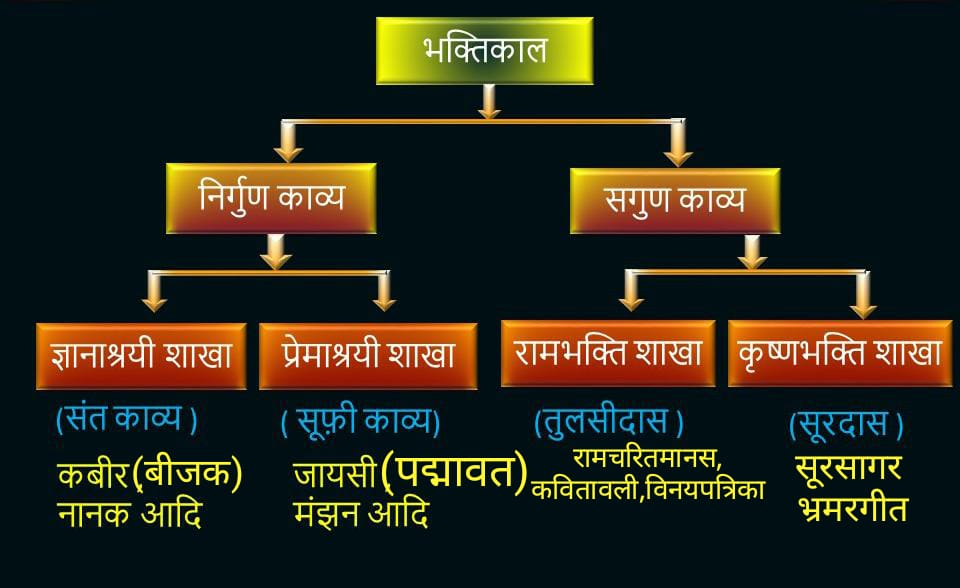 भक्तिकाल
निर्गुण काव्य
सगुण काव्य
ज्ञानाश्रयी शाखा
प्रेमाश्रयी शाखा
रामभक्ति शाखा
कृष्णभक्ति शाखा
(संत काव्य )
( सूफ़ी काव्य)
(तुलसीदास )
(सूरदास )
कबीर(बीजक)
नानक आदि
जायसी(पद्मावत)
मंझन आदि
रामचरितमानस,
कवितावली,विनयपत्रिका
सूरसागर
भ्रमरगीत